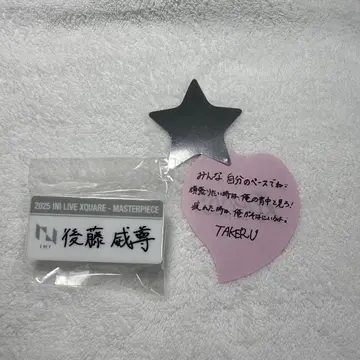 2025 INI LIVE XQUARE - MASTERPIECE
INI
後藤 威尊
みんな 自分のペースで
頑張りたい時は、俺の背中を見ろ!
疲れた時は、俺がそばにいるよ。
TAKERU